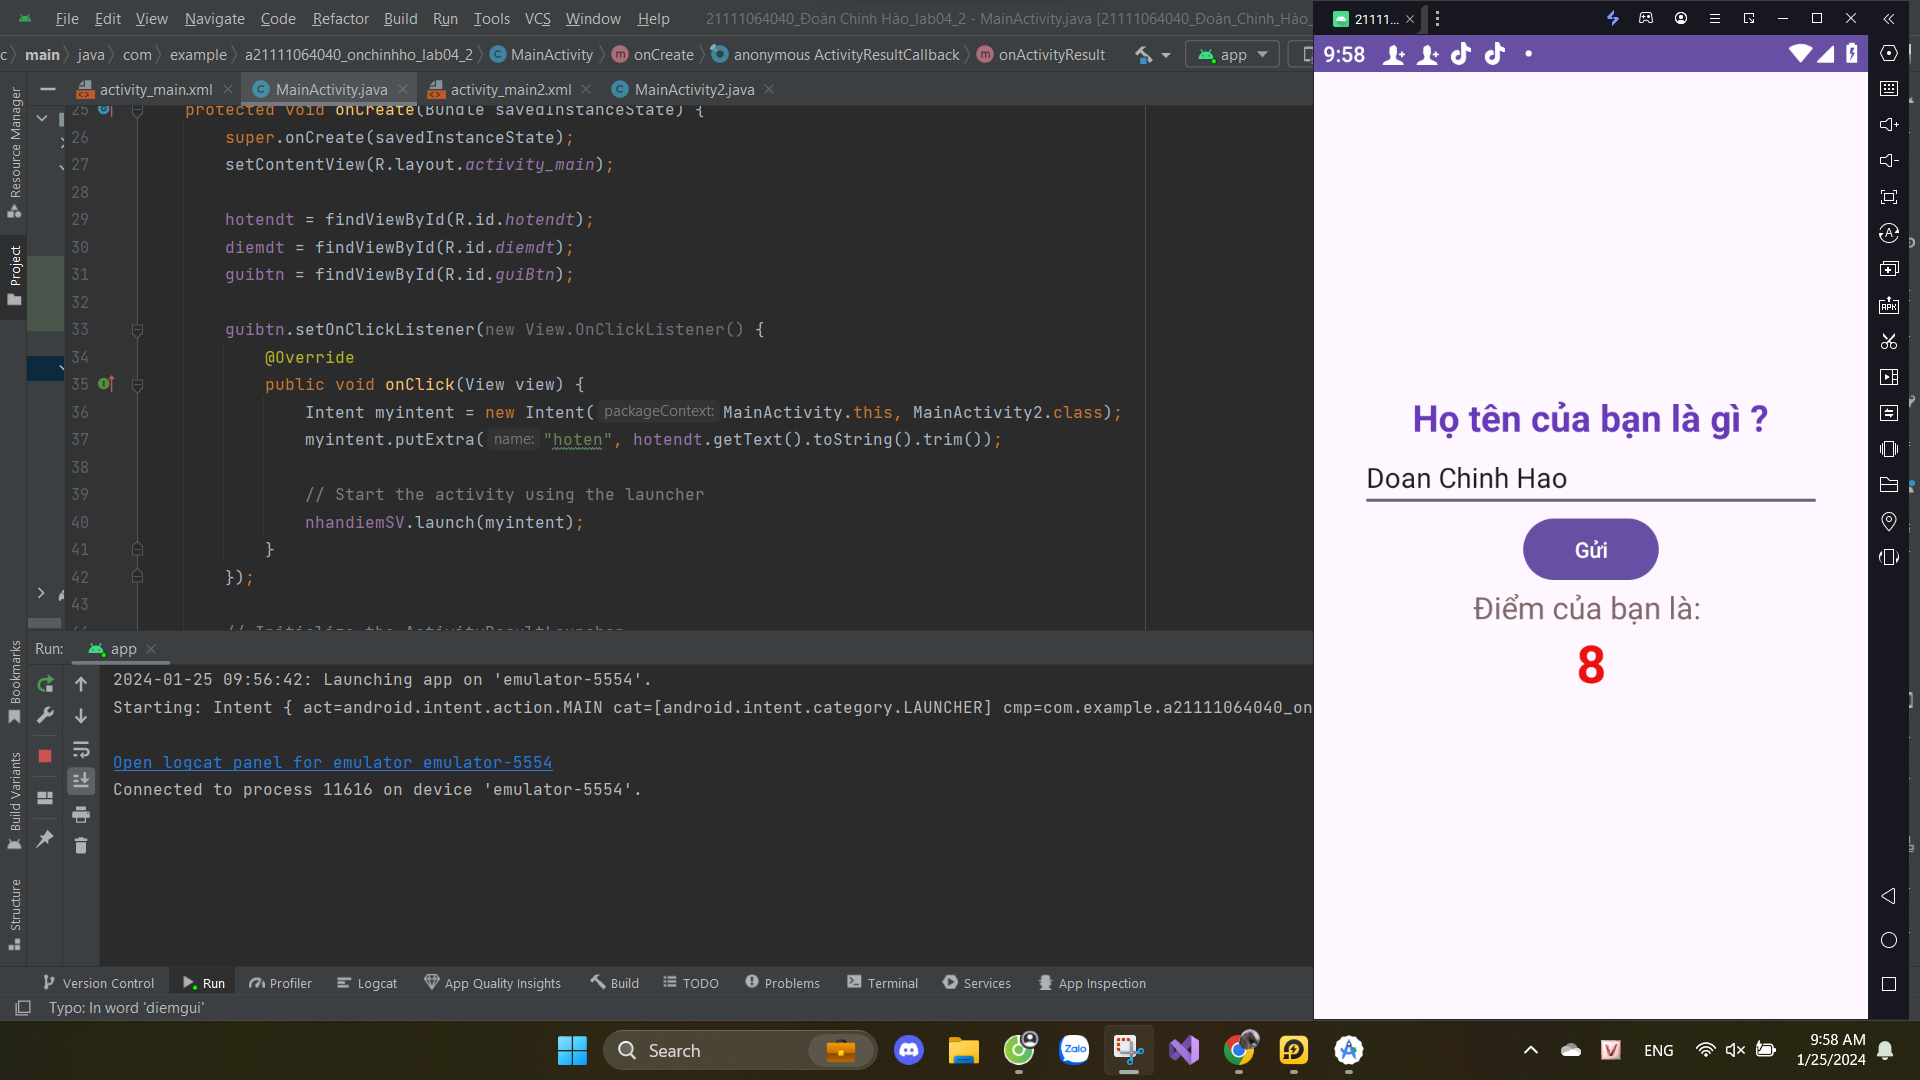 File Edit View Navigate Code Refactor Build Run Tools VCS Window Help 21111064040_Đoàn Chinh Hào_lab04_2 - MainActivity.java [21111064040_Đoàn_Chinh_Hào_
c main java com example a21111064040_onchinhho_lab04_2 MainActivity onCreate anonymous ActivityResultCallback onActivityResult app
activity_main.xml MainActivity.java activity_main2.xml MainActivity2.java
Resource Manager
Project
Bookmarks
Build Variants
Structure
25 protected void onCreate(Bundle savedInstanceState) {
26 super.onCreate(savedInstanceState);
27 setContentView(R.layout.activity_main);
28
29 hotendt = findViewById(R.id.hotendt);
30 diemdt = findViewById(R.id.diemdt);
31 guibtn = findViewById(R.id.guiBtn);
32
33 guibtn.setOnClickListener(new View.OnClickListener() {
34 @Override
35 public void onClick(View view) {
36 Intent myintent = new Intent( packageContext: MainActivity.this, MainActivity2.class);
37 myintent.putExtra( name: "hoten", hotendt.getText().toString().trim());
38
39 // Start the activity using the launcher
40 nhandiemSV.launch(myintent);
41 }
42 });
43
44 // Initialize the ActivityResultLauncher
Run: app
2024-01-25 09:56:42: Launching app on 'emulator-5554'.
Starting: Intent { act=android.intent.action.MAIN cat=[android.intent.category.LAUNCHER] cmp=com.example.a21111064040_on
Open logcat panel for emulator emulator-5554
Connected to process 11616 on device 'emulator-5554'.
Version Control Run Profiler Logcat App Quality Insights Build TODO Problems Terminal Services App Inspection
Typo: In word 'diemgui'
21111...
9:58
Họ tên của bạn là gì ?
Doan Chinh Hao
Gửi
Điểm của bạn là:
8
APK
Search
Zalo
ENG
9:58 AM
1/25/2024